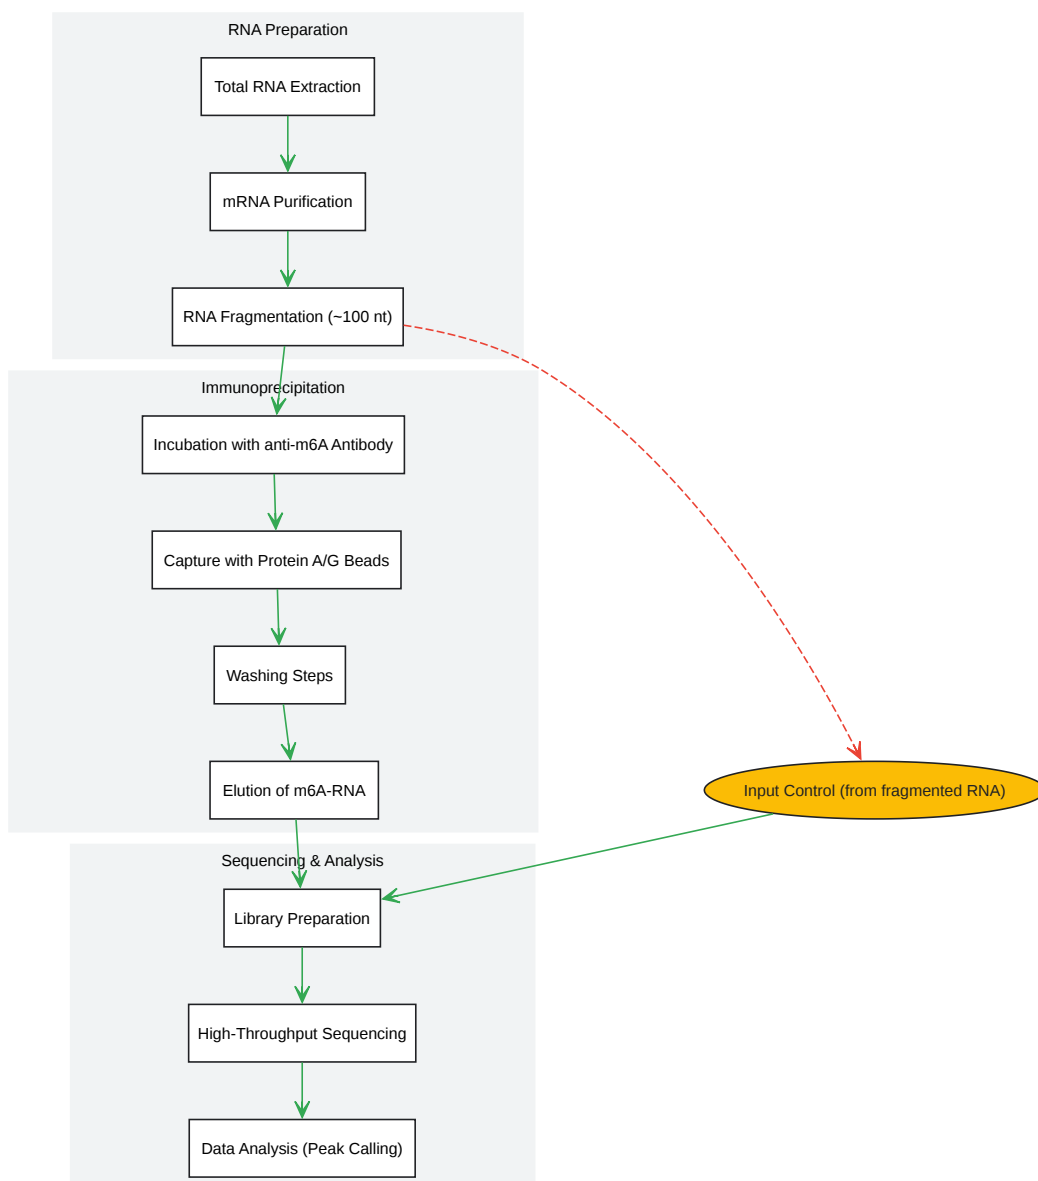 RNA Preparation
Total RNA Extraction
mRNA Purification
RNA Fragmentation (~100 nt)
Immunoprecipitation
Incubation with anti-m6A Antibody
Capture with Protein A/G Beads
Washing Steps
Elution of m6A-RNA
Input Control (from fragmented RNA)
Sequencing & Analysis
Library Preparation
High-Throughput Sequencing
Data Analysis (Peak Calling)